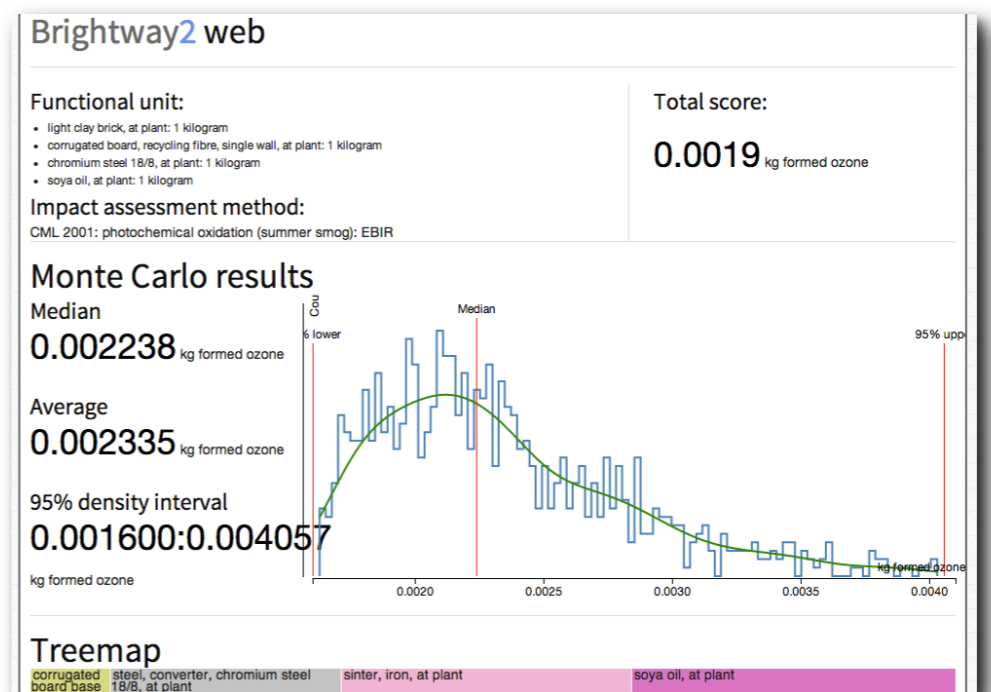 Brightway2 web
Functional unit:
light clay brick, at plant: 1 kilogram
corrugated board, recycling fibre, single wall, at plant: 1 kilogram
chromium steel 18/8, at plant: 1 kilogram
soya oil, at plant: 1 kilogram
Impact assessment method:
CML 2001: photochemical oxidation (summer smog): EBIR
Total score:
0.0019 kg formed ozone
Monte Carlo results
Median
0.002238 kg formed ozone
Average
0.002335 kg formed ozone
95% density interval
0.001600:0.004057
kg formed ozone
Cou
% lower
Median
95% upp
kg formed ozone
0.0020 0.0025 0.0030 0.0035 0.0040
Treemap
corrugated
board base
steel, converter, chromium steel
18/8, at plant
sinter, iron, at plant
soya oil, at plant